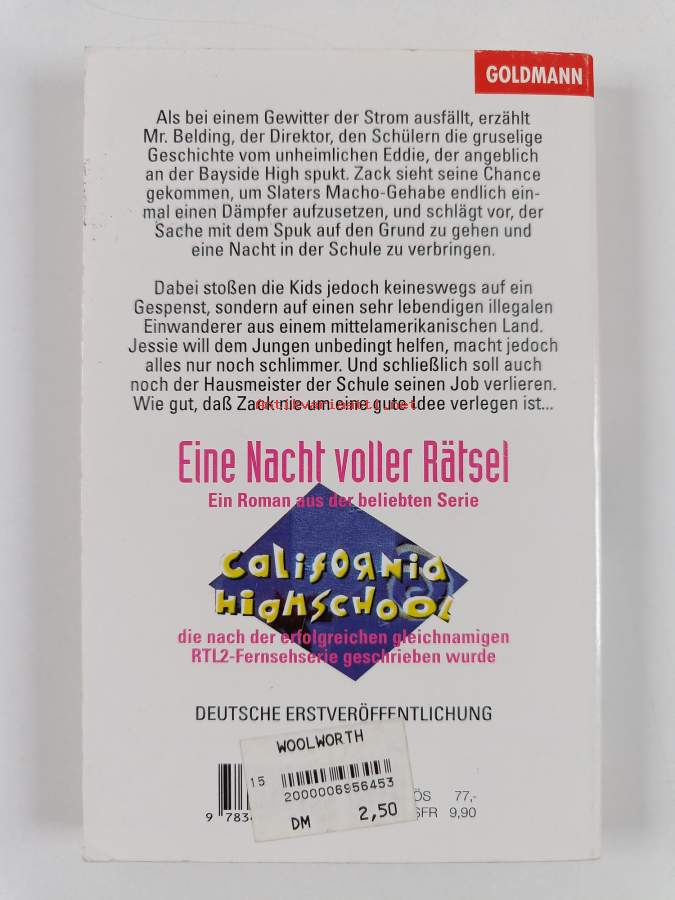 GOLDMANN
Als bei einem Gewitter der Strom ausfällt, erzählt
Mr. Belding, der Direktor, den Schülern die gruselige
Geschichte vom unheimlichen Eddie, der angeblich
an der Bayside High spukt. Zack sieht seine Chance
gekommen, um Slaters Macho-Gehabe endlich ein-
mal einen Dämpfer aufzusetzen, und schlägt vor, der
Sache mit dem Spuk auf den Grund zu gehen und
eine Nacht in der Schule zu verbringen.
Dabei stoßen die Kids jedoch keineswegs auf ein
Gespenst, sondern auf einen sehr lebendigen illegalen
Einwanderer aus einem mittelamerikanischen Land.
Jessie will dem Jungen unbedingt helfen, macht jedoch
alles nur noch schlimmer. Und schließlich soll auch
noch der Hausmeister der Schule seinen Job verlieren.
Wie gut, daß Zack nie um eine gute Idee verlegen ist...
Eine Nacht voller Rätsel
Ein Roman aus der beliebten Serie
California
Highschool
die nach der erfolgreichen gleichnamigen
RTL2-Fernsehserie geschrieben wurde
DEUTSCHE ERSTVERÖFFENTLICHUNG
WOOLWORTH
15
2000006956453
DM 2,50
ÖS 77,-
SFR 9,90
9 783